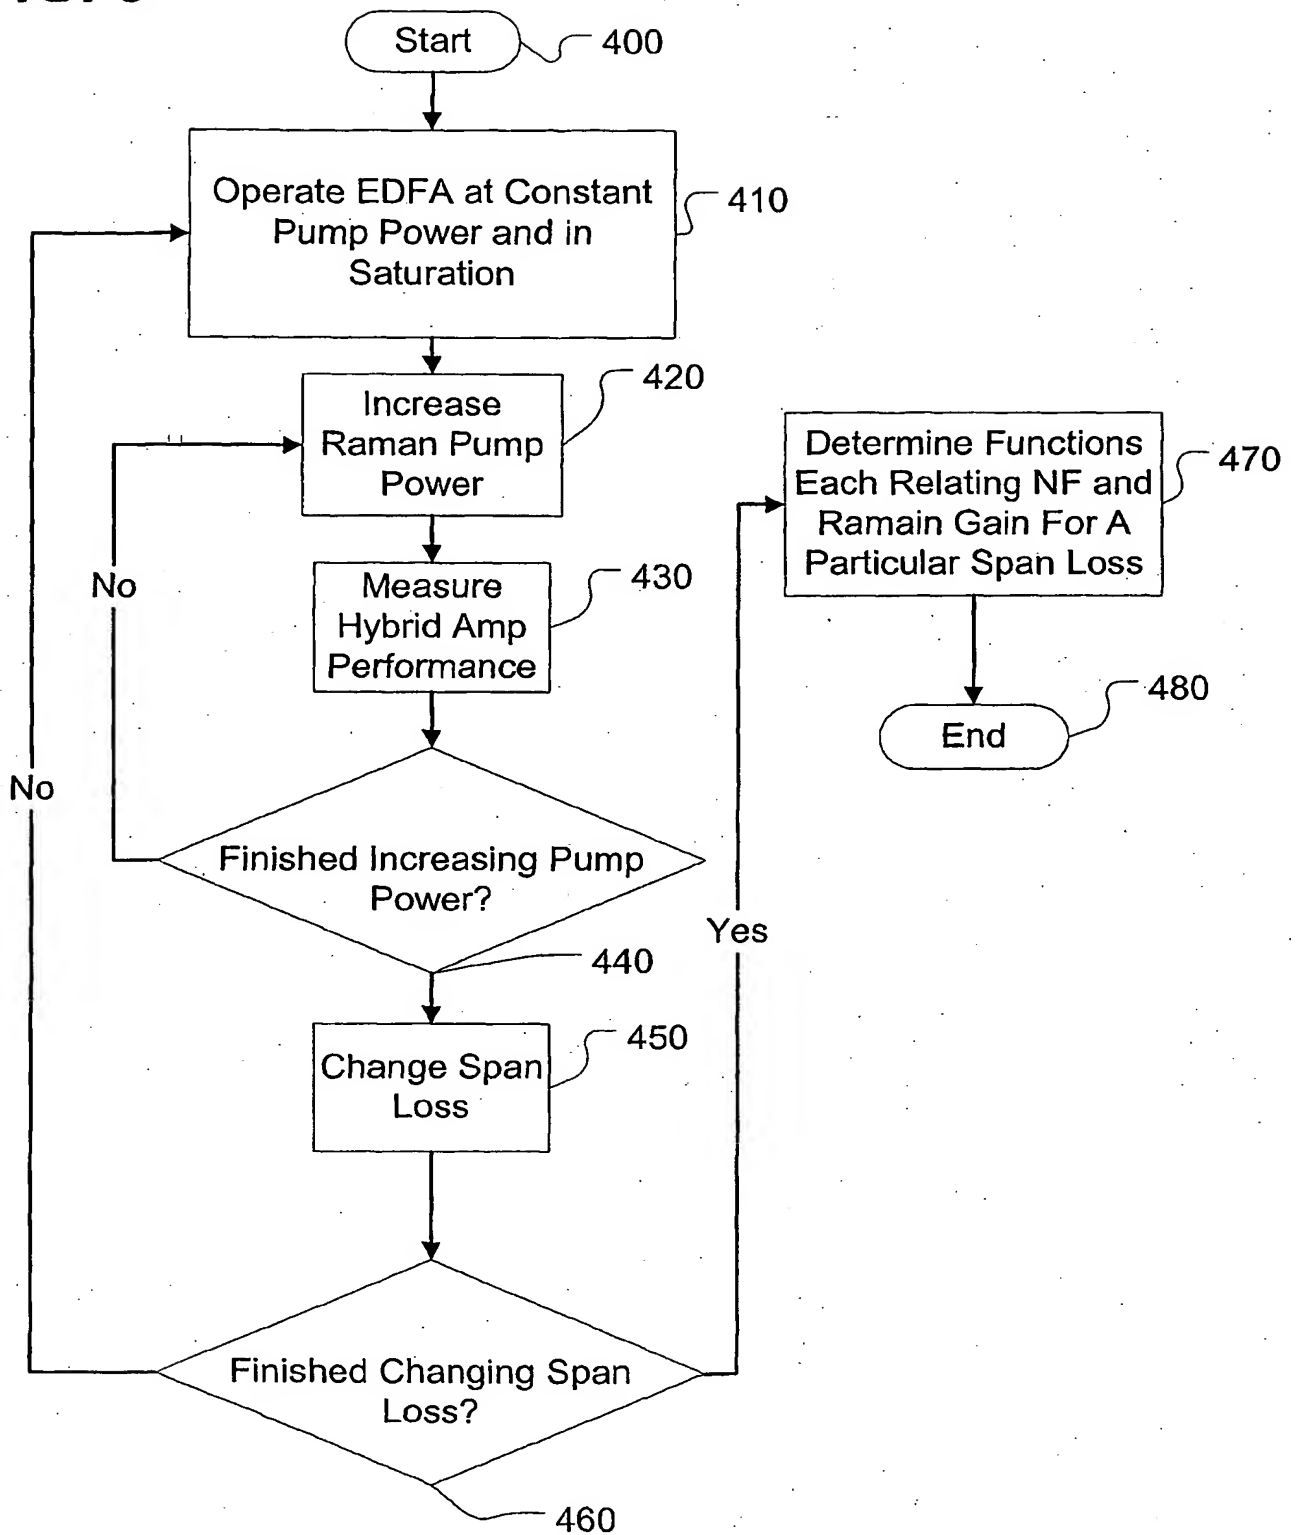 Start
400
Operate EDFA at Constant
Pump Power and in
Saturation
410
Increase
Raman Pump
Power
420
Measure
Hybrid Amp
Performance
430
No
No
Finished Increasing Pump
Power?
440
Change Span
Loss
450
Finished Changing Span
Loss?
460
Yes
Determine Functions
Each Relating NF and
Ramain Gain For A
Particular Span Loss
470
End
480